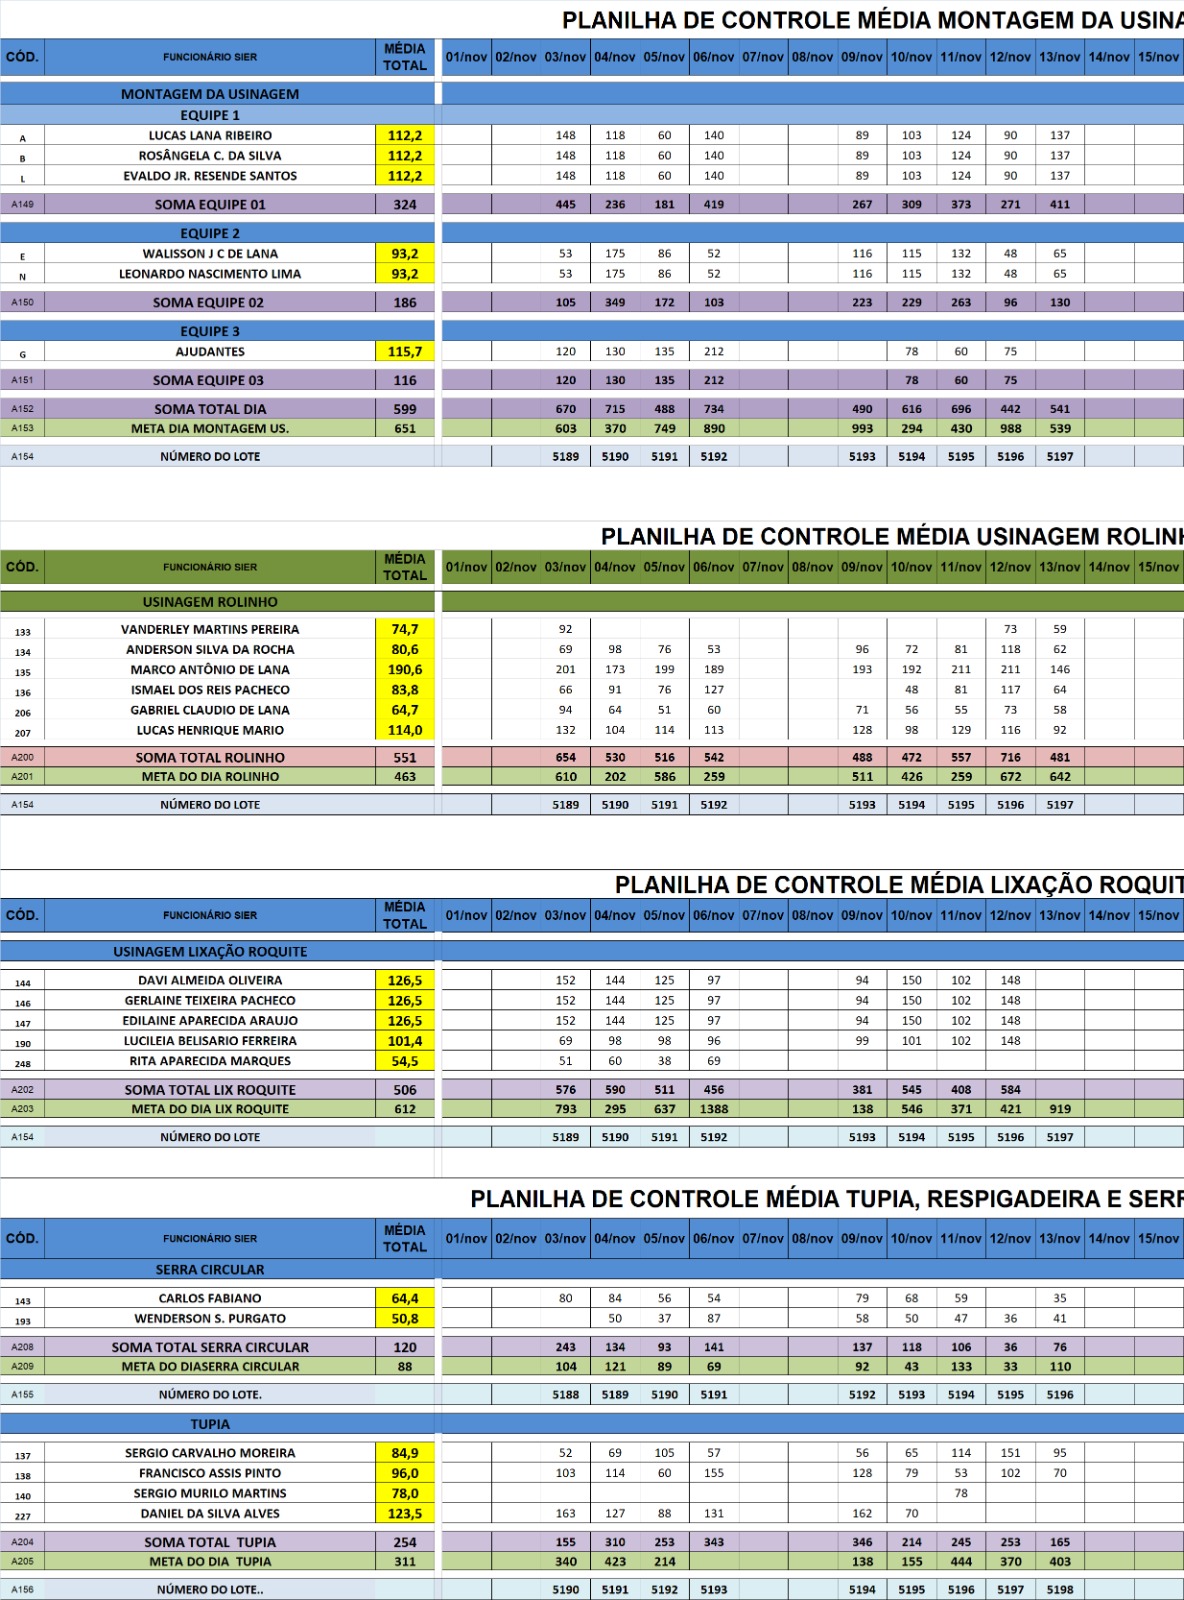 PLANILHA DE CONTROLE MÉDIA MONTAGEM DA USINA
CÓD. FUNCIONÁRIO SIER MÉDIA TOTAL 01/nov 02/nov 03/nov 04/nov 05/nov 06/nov 07/nov 08/nov 09/nov 10/nov 11/nov 12/nov 13/nov 14/nov 15/nov
MONTAGEM DA USINAGEM
EQUIPE 1
A LUCAS LANA RIBEIRO 112,2 148 118 60 140 89 103 124 90 137
B ROSÂNGELA C. DA SILVA 112,2 148 118 60 140 89 103 124 90 137
L EVALDO JR. RESENDE SANTOS 112,2 148 118 60 140 89 103 124 90 137
A149 SOMA EQUIPE 01 324 445 236 181 419 267 309 373 271 411
EQUIPE 2
E WALISSON J C DE LANA 93,2 53 175 86 52 116 115 132 48 65
N LEONARDO NASCIMENTO LIMA 93,2 53 175 86 52 116 115 132 48 65
A150 SOMA EQUIPE 02 186 105 349 172 103 223 229 263 96 130
EQUIPE 3
G AJUDANTES 115,7 120 130 135 212 78 60 75
A151 SOMA EQUIPE 03 116 120 130 135 212 78 60 75
A152 SOMA TOTAL DIA 599 670 715 488 734 490 616 696 442 541
A153 META DIA MONTAGEM US. 651 603 370 749 890 993 294 430 988 539
A154 NÚMERO DO LOTE 5189 5190 5191 5192 5193 5194 5195 5196 5197
PLANILHA DE CONTROLE MÉDIA USINAGEM ROLINH
CÓD. FUNCIONÁRIO SIER MÉDIA TOTAL 01/nov 02/nov 03/nov 04/nov 05/nov 06/nov 07/nov 08/nov 09/nov 10/nov 11/nov 12/nov 13/nov 14/nov 15/nov
USINAGEM ROLINHO
133 VANDERLEY MARTINS PEREIRA 74,7 92 73 59
134 ANDERSON SILVA DA ROCHA 80,6 69 98 76 53 96 72 81 118 62
135 MARCO ANTÔNIO DE LANA 190,6 201 173 199 189 193 192 211 211 146
136 ISMAEL DOS REIS PACHECO 83,8 66 91 76 127 48 81 117 64
206 GABRIEL CLAUDIO DE LANA 64,7 94 64 51 60 71 56 55 73 58
207 LUCAS HENRIQUE MARIO 114,0 132 104 114 113 128 98 129 116 92
A200 SOMA TOTAL ROLINHO 551 654 530 516 542 488 472 557 716 481
A201 META DO DIA ROLINHO 463 610 202 586 259 511 426 259 672 642
A154 NÚMERO DO LOTE 5189 5190 5191 5192 5193 5194 5195 5196 5197
PLANILHA DE CONTROLE MÉDIA LIXAÇÃO ROQUIT
CÓD. FUNCIONÁRIO SIER MÉDIA TOTAL 01/nov 02/nov 03/nov 04/nov 05/nov 06/nov 07/nov 08/nov 09/nov 10/nov 11/nov 12/nov 13/nov 14/nov 15/nov
USINAGEM LIXAÇÃO ROQUITE
144 DAVI ALMEIDA OLIVEIRA 126,5 152 144 125 97 94 150 102 148
146 GERLAINE TEIXEIRA PACHECO 126,5 152 144 125 97 94 150 102 148
147 EDILAINE APARECIDA ARAUJO 126,5 152 144 125 97 94 150 102 148
190 LUCILEIA BELISARIO FERREIRA 101,4 69 98 98 96 99 101 102 148
248 RITA APARECIDA MARQUES 54,5 51 60 38 69
A202 SOMA TOTAL LIX ROQUITE 506 576 590 511 456 381 545 408 584
A203 META DO DIA LIX ROQUITE 612 793 295 637 1388 138 546 371 421 919
A154 NÚMERO DO LOTE 5189 5190 5191 5192 5193 5194 5195 5196 5197
PLANILHA DE CONTROLE MÉDIA TUPIA, RESPIGADEIRA E SERR
CÓD. FUNCIONÁRIO SIER MÉDIA TOTAL 01/nov 02/nov 03/nov 04/nov 05/nov 06/nov 07/nov 08/nov 09/nov 10/nov 11/nov 12/nov 13/nov 14/nov 15/nov
SERRA CIRCULAR
143 CARLOS FABIANO 64,4 80 84 56 54 79 68 59 35
193 WENDERSON S. PURGATO 50,8 50 37 87 58 50 47 36 41
A208 SOMA TOTAL SERRA CIRCULAR 120 243 134 93 141 137 118 106 36 76
A209 META DO DIASERRA CIRCULAR 88 104 121 89 69 92 43 133 33 110
A155 NÚMERO DO LOTE. 5188 5189 5190 5191 5192 5193 5194 5195 5196
TUPIA
137 SERGIO CARVALHO MOREIRA 84,9 52 69 105 57 56 65 114 151 95
138 FRANCISCO ASSIS PINTO 96,0 103 114 60 155 128 79 53 102 70
140 SERGIO MURILO MARTINS 78,0 78
227 DANIEL DA SILVA ALVES 123,5 163 127 88 131 162 70
A204 SOMA TOTAL TUPIA 254 155 310 253 343 346 214 245 253 165
A205 META DO DIA TUPIA 311 340 423 214 138 155 444 370 403
A156 NÚMERO DO LOTE.. 5190 5191 5192 5193 5194 5195 5196 5197 5198